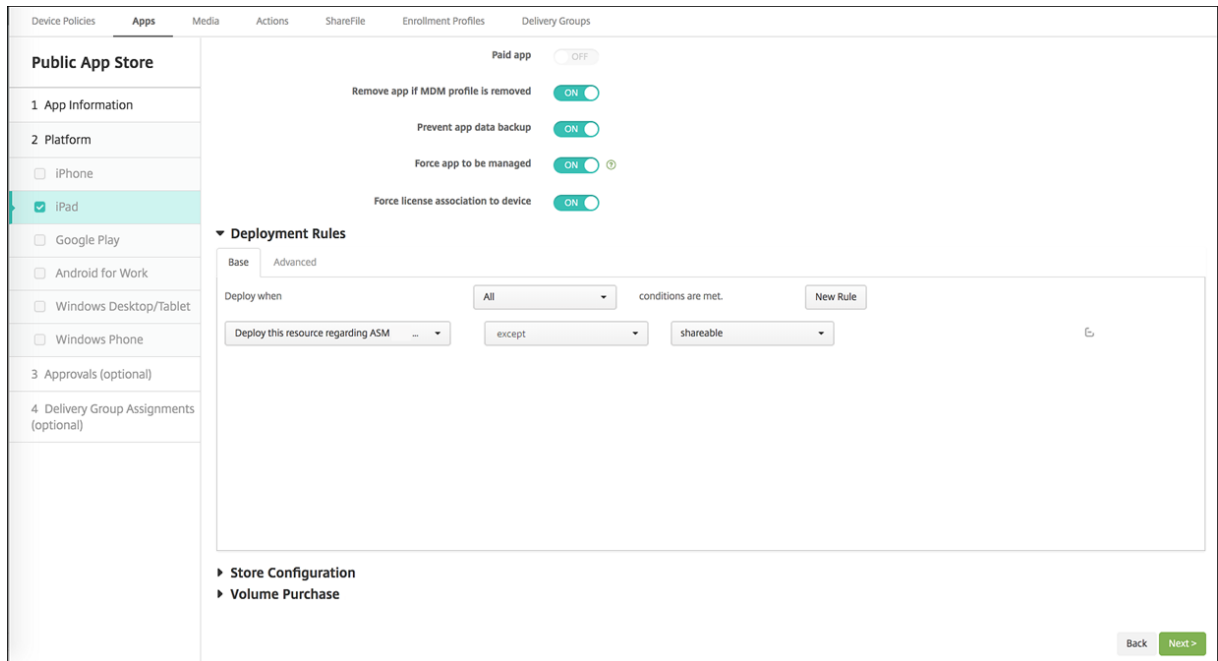 Device Policies Apps Media Actions ShareFile Enrollment Profiles Delivery Groups
Public App Store
1 App Information
2 Platform
iPhone
iPad
Google Play
Android for Work
Windows Desktop/Tablet
Windows Phone
3 Approvals (optional)
4 Delivery Group Assignments
(optional)
Paid app OFF
Remove app if MDM profile is removed ON
Prevent app data backup ON
Force app to be managed ON ?
Force license association to device ON
Deployment Rules
Base Advanced
Deploy when All conditions are met. New Rule
Deploy this resource regarding ASM ... except shareable
Store Configuration
Volume Purchase
Back Next >